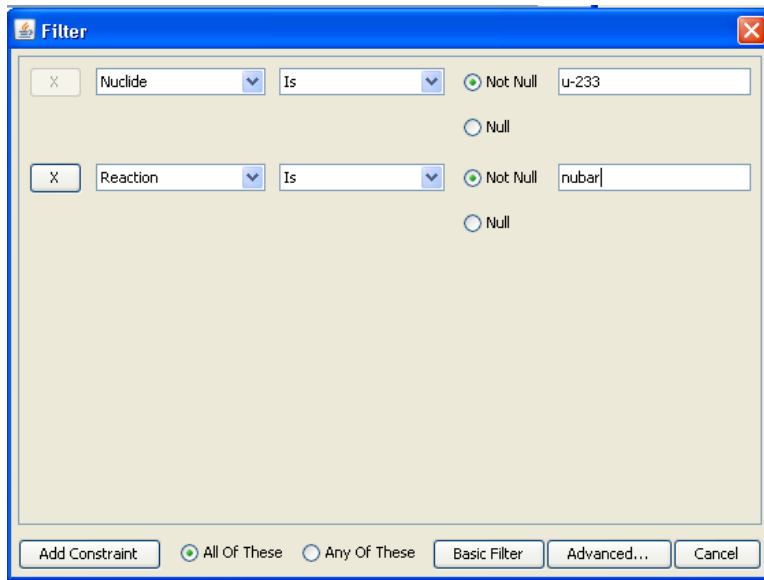 Filter
X Nuclide Is Not Null u-233
Null
X Reaction Is Not Null nubar
Null
Add Constraint All Of These Any Of These Basic Filter Advanced... Cancel